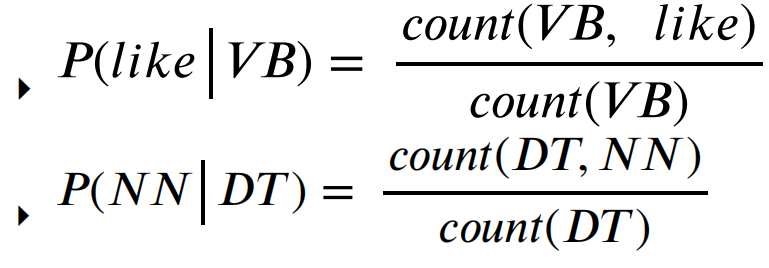 count(VB, like)
▸ P(like|VB) =
count(VB)
count(DT, NN)
▸ P(NN|DT) =
count(DT)